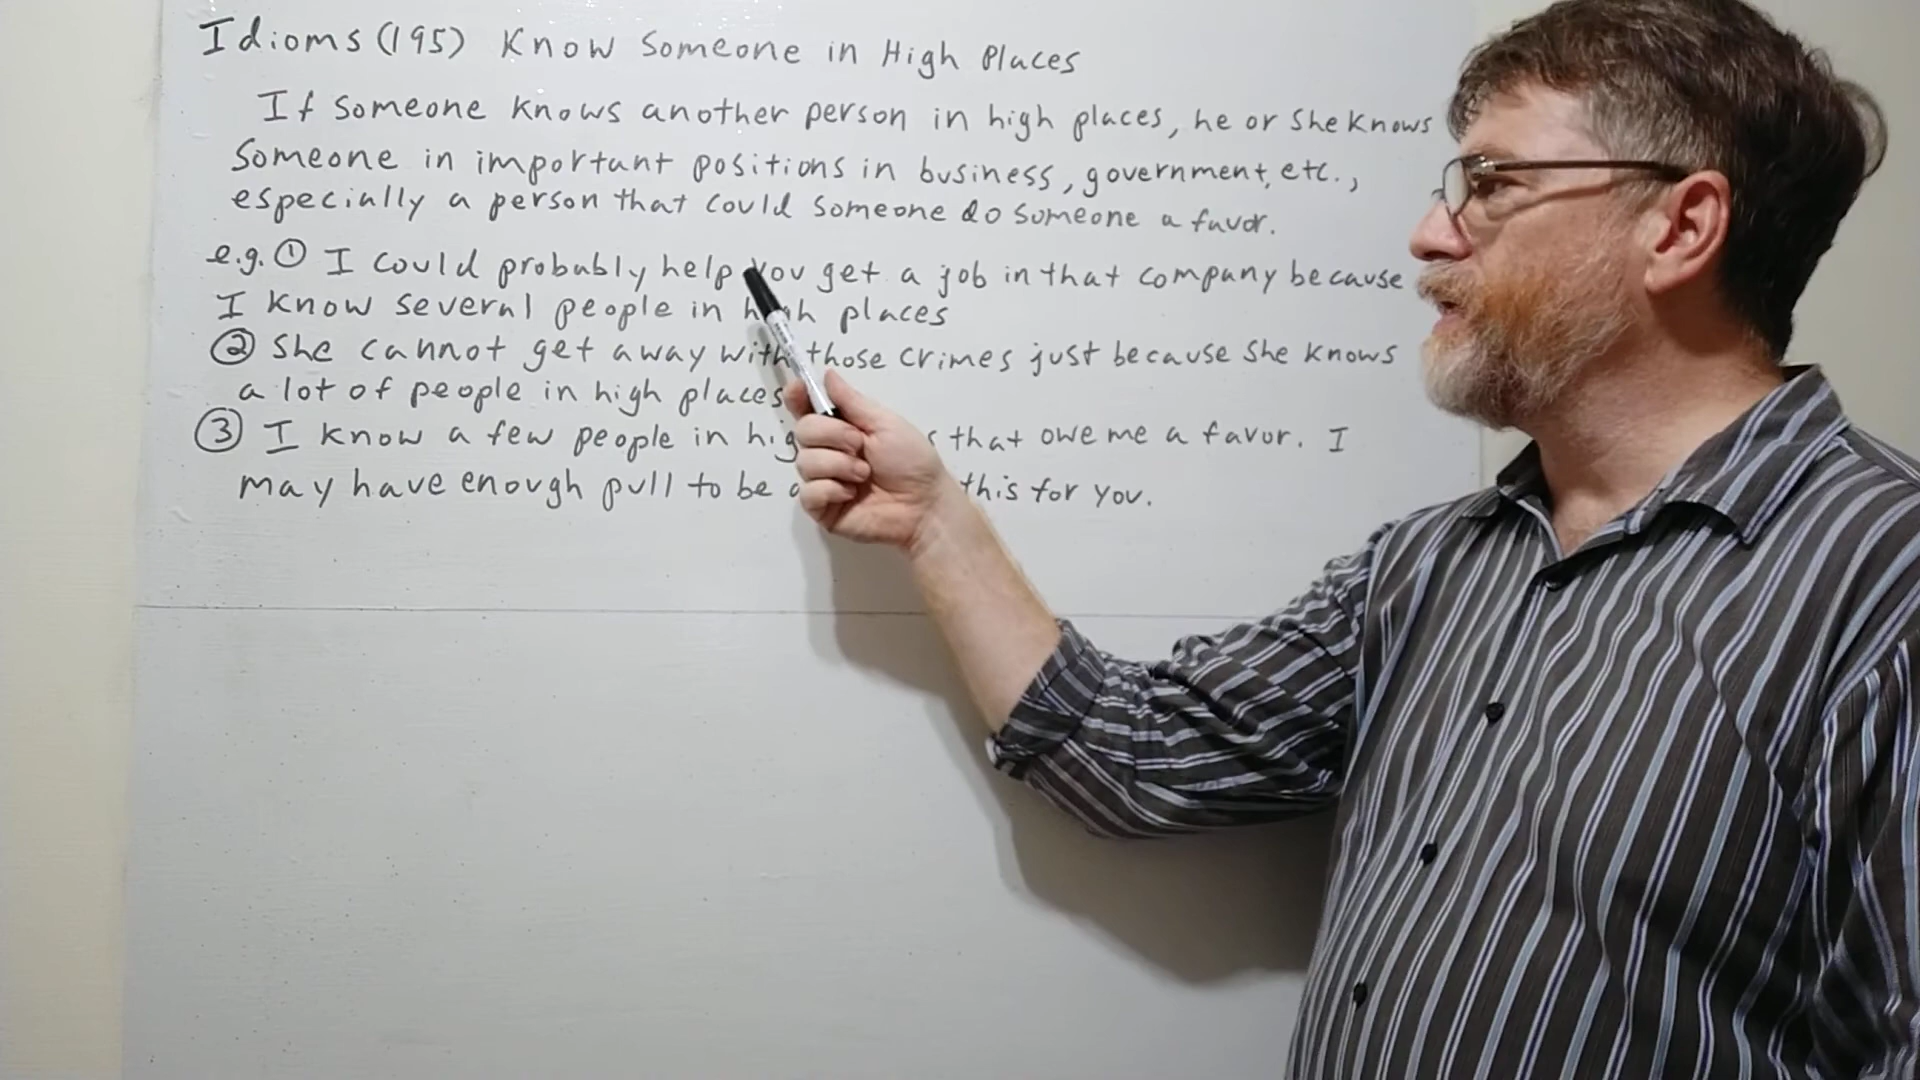 Idioms (195) Know Someone in High Places
If someone knows another person in high places, he or she knows
someone in important positions in business, government, etc.,
especially a person that could someone do someone a favor.
e.g. ① I could probably help you get a job in that company because
I know several people in high places
② She cannot get away with those crimes just because she knows
a lot of people in high places
③ I know a few people in that owe me a favor. I
may have enough pull to be this for you.